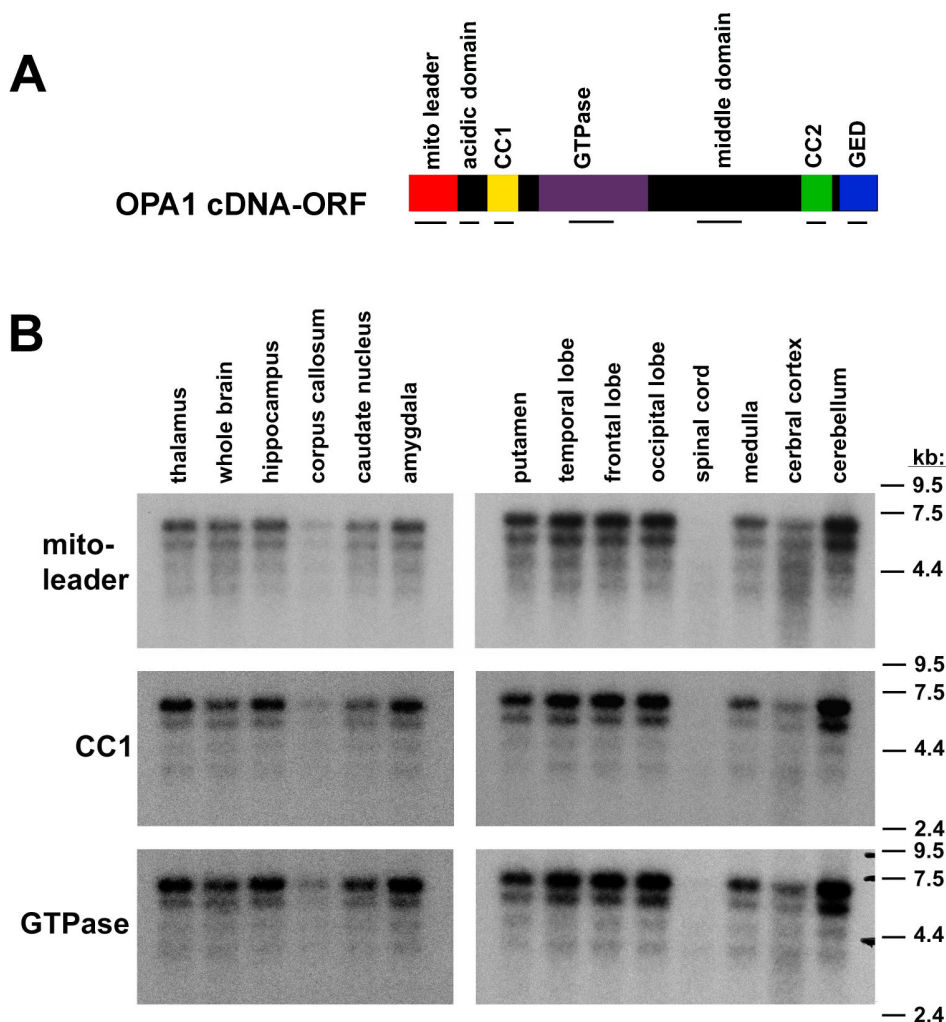 A
mito leader
acidic domain
CC1
GTPase
middle domain
CC2
GED
OPA1 cDNA-ORF
B
thalamus
whole brain
hippocampus
corpus callosum
caudate nucleus
amygdala
putamen
temporal lobe
frontal lobe
occipital lobe
spinal cord
medulla
cerbral cortex
cerebellum
kb:
9.5
7.5
4.4
mito-
leader
9.5
7.5
4.4
2.4
CC1
9.5
7.5
4.4
2.4
GTPase